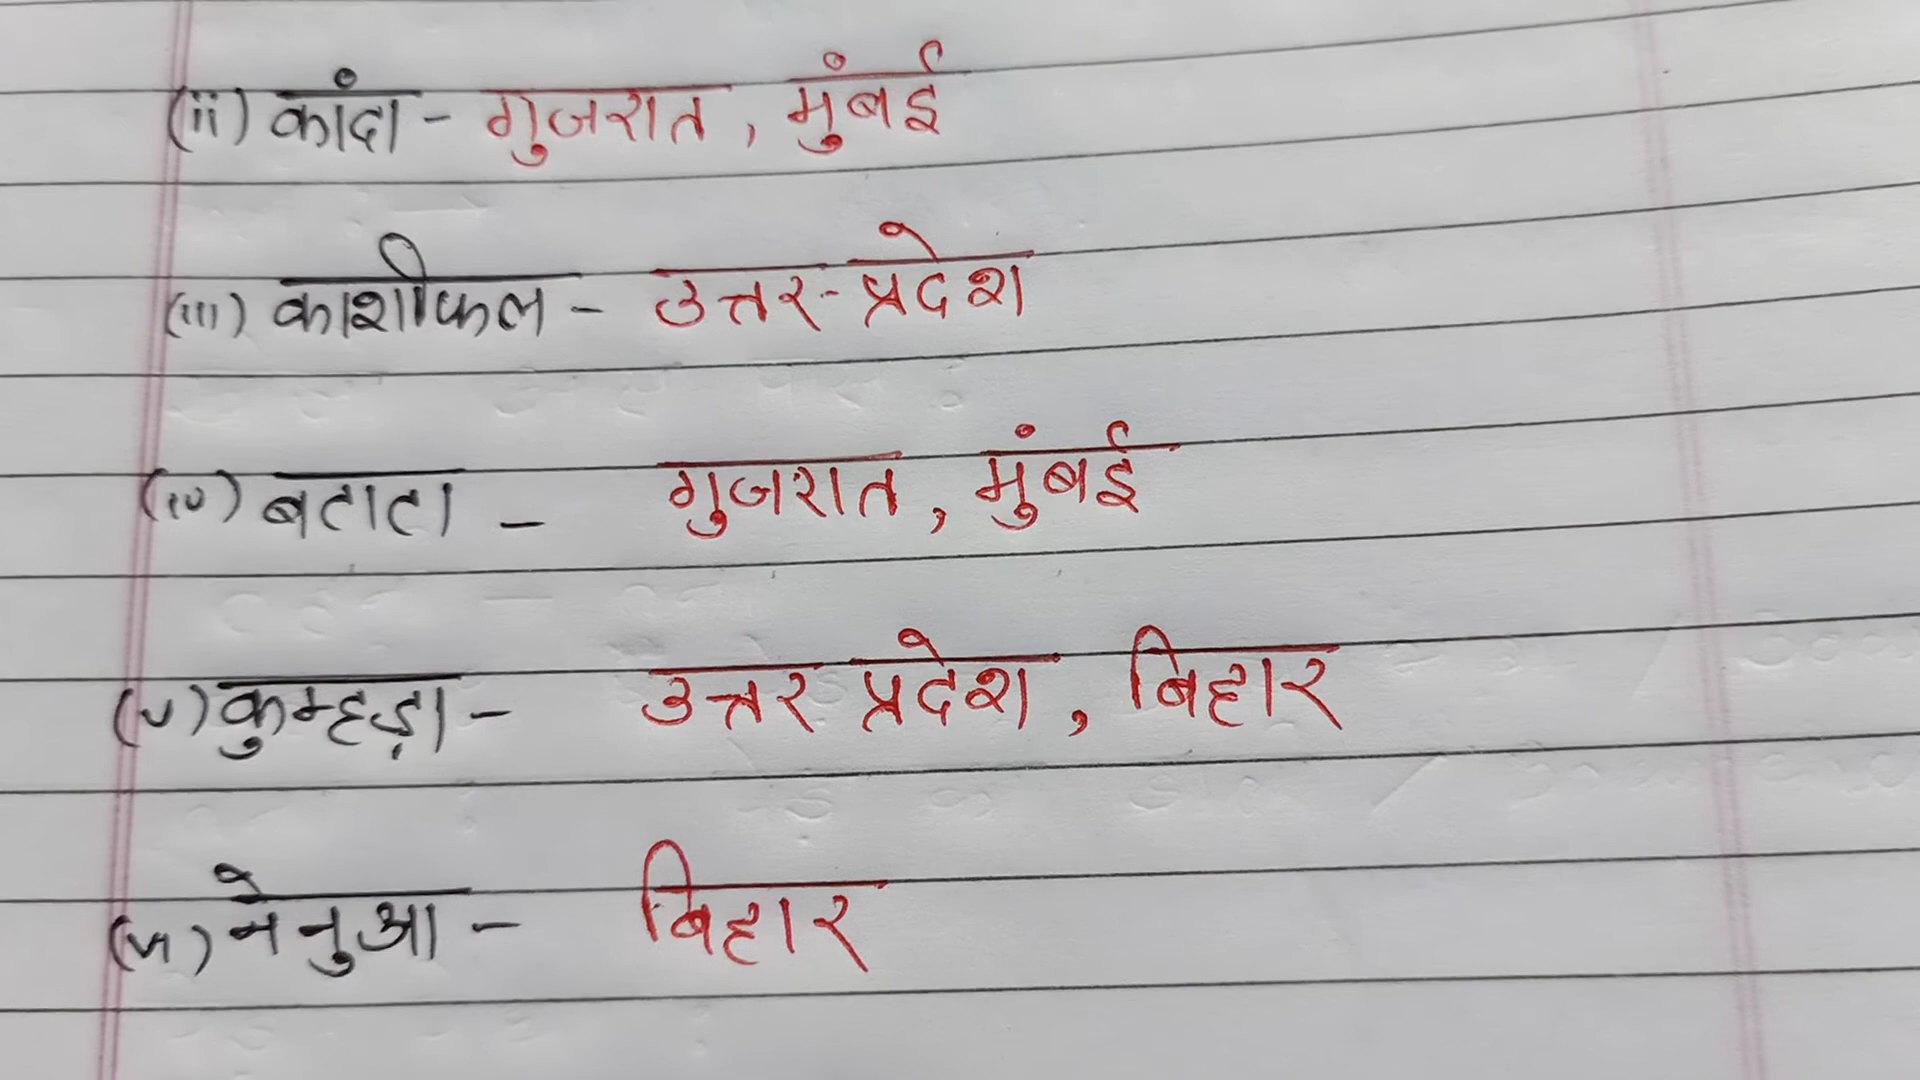 (ii) कांदा - गुजरात, मुंबई
(iii) काशीफल - उत्तर-प्रदेश
(iv) बटाटा - गुजरात, मुंबई
(v) कुम्हड़ा - उत्तर प्रदेश, बिहार
(vi) नेनुआ - बिहार